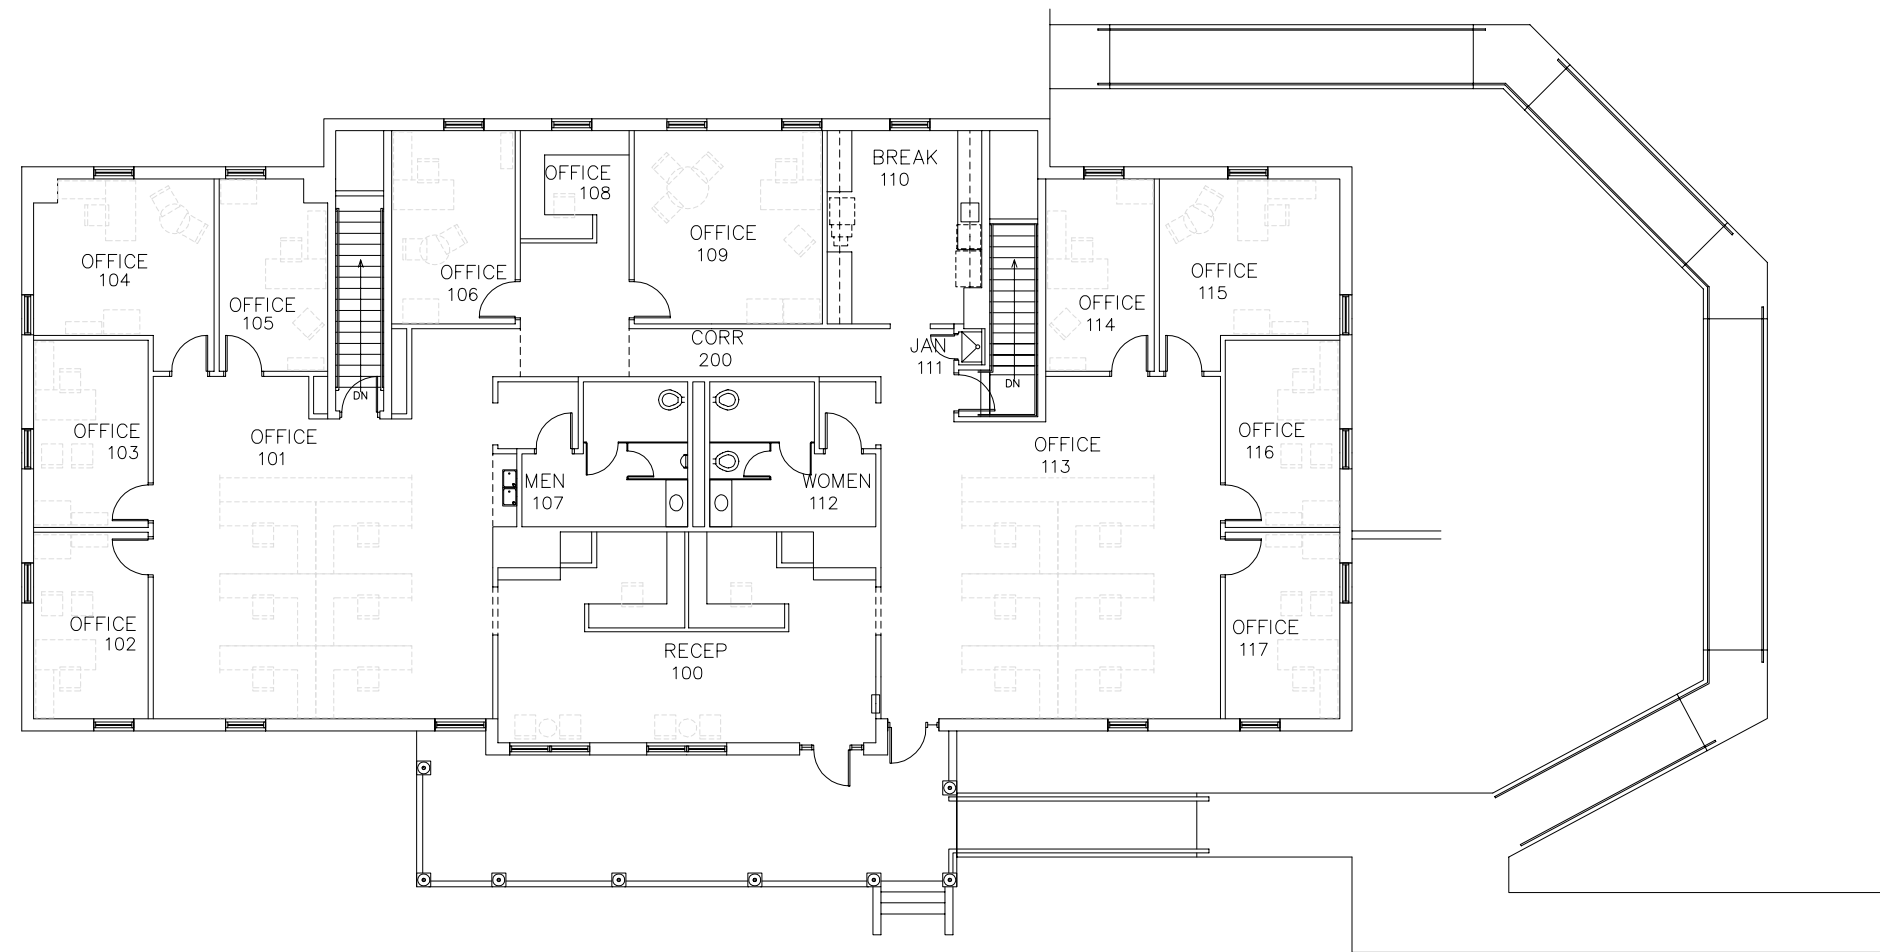 BREAK
110
OFFICE
108
OFFICE
109
OFFICE
104
OFFICE
106
OFFICE
115
OFFICE
105
OFFICE
114
CORR
200
JAN
111
DN
DN
OFFICE
103
OFFICE
101
OFFICE
113
OFFICE
116
MEN
107
WOMEN
112
OFFICE
102
OFFICE
117
RECEP
100